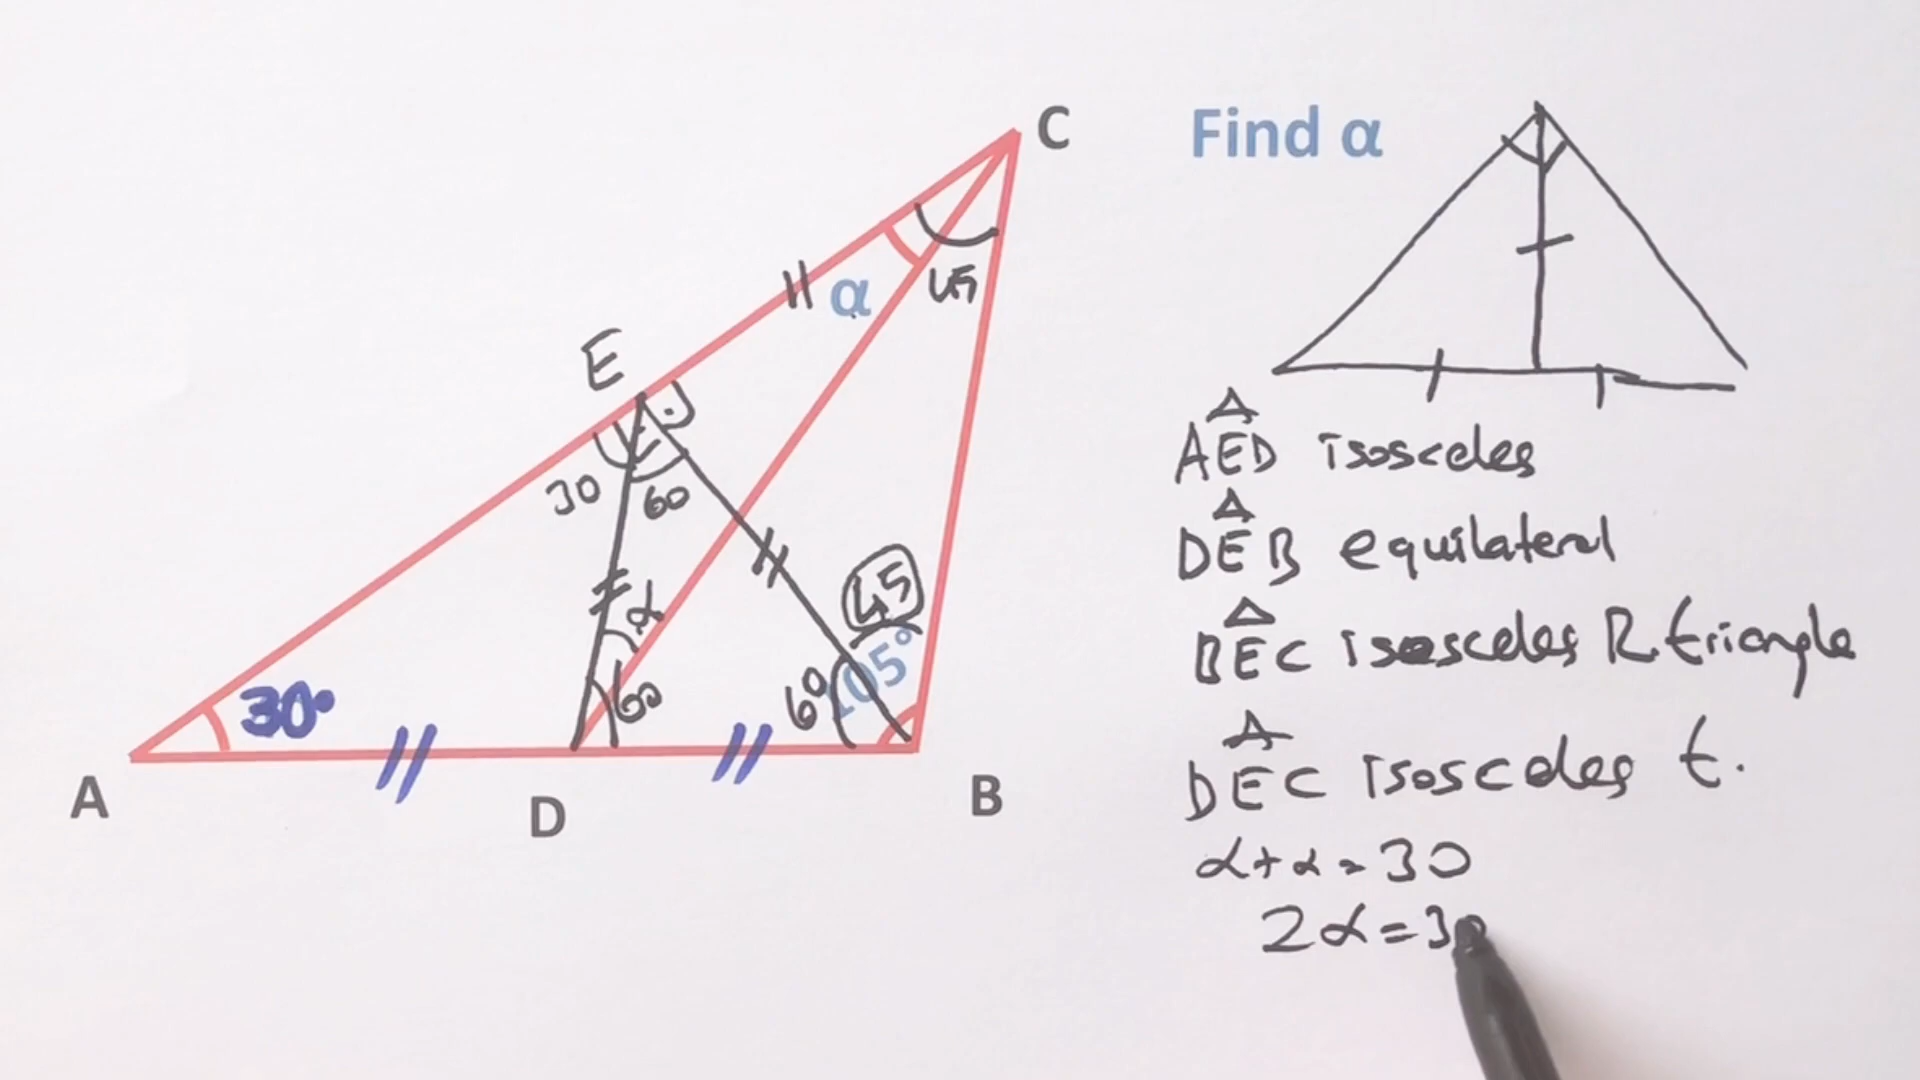 C
Find α
α
45
E
30
60
α
45
105°
60
60
30°
A
D
B
AED isosceles
DEB equilateral
BEC isosceles R triangle
DEC isosceles t.
α+α=30
2α=30